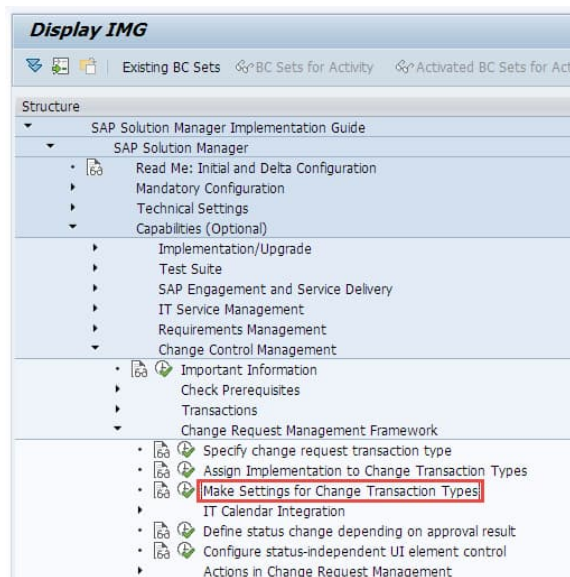 Display IMG
Existing BC Sets BC Sets for Activity Activated BC Sets for Act
Structure
SAP Solution Manager Implementation Guide
SAP Solution Manager
Read Me: Initial and Delta Configuration
Mandatory Configuration
Technical Settings
Capabilities (Optional)
Implementation/Upgrade
Test Suite
SAP Engagement and Service Delivery
IT Service Management
Requirements Management
Change Control Management
Important Information
Check Prerequisites
Transactions
Change Request Management Framework
Specify change request transaction type
Assign Implementation to Change Transaction Types
Make Settings for Change Transaction Types
IT Calendar Integration
Define status change depending on approval result
Configure status-independent UI element control
Actions in Change Request Management